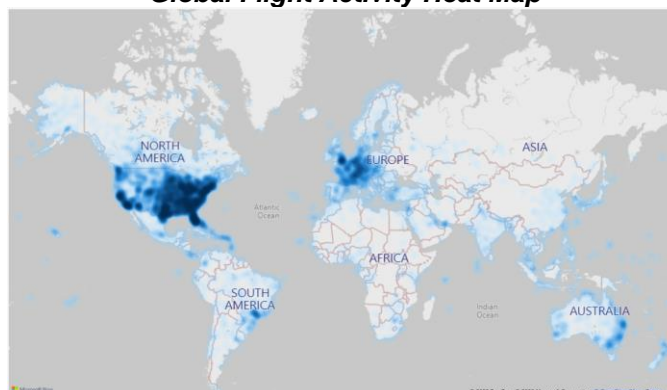 Global Flight Activity Heat Map
NORTH
AMERICA
EUROPE
ASIA
Atlantic
Ocean
AFRICA
SOUTH
AMERICA
Indian
Ocean
AUSTRALIA